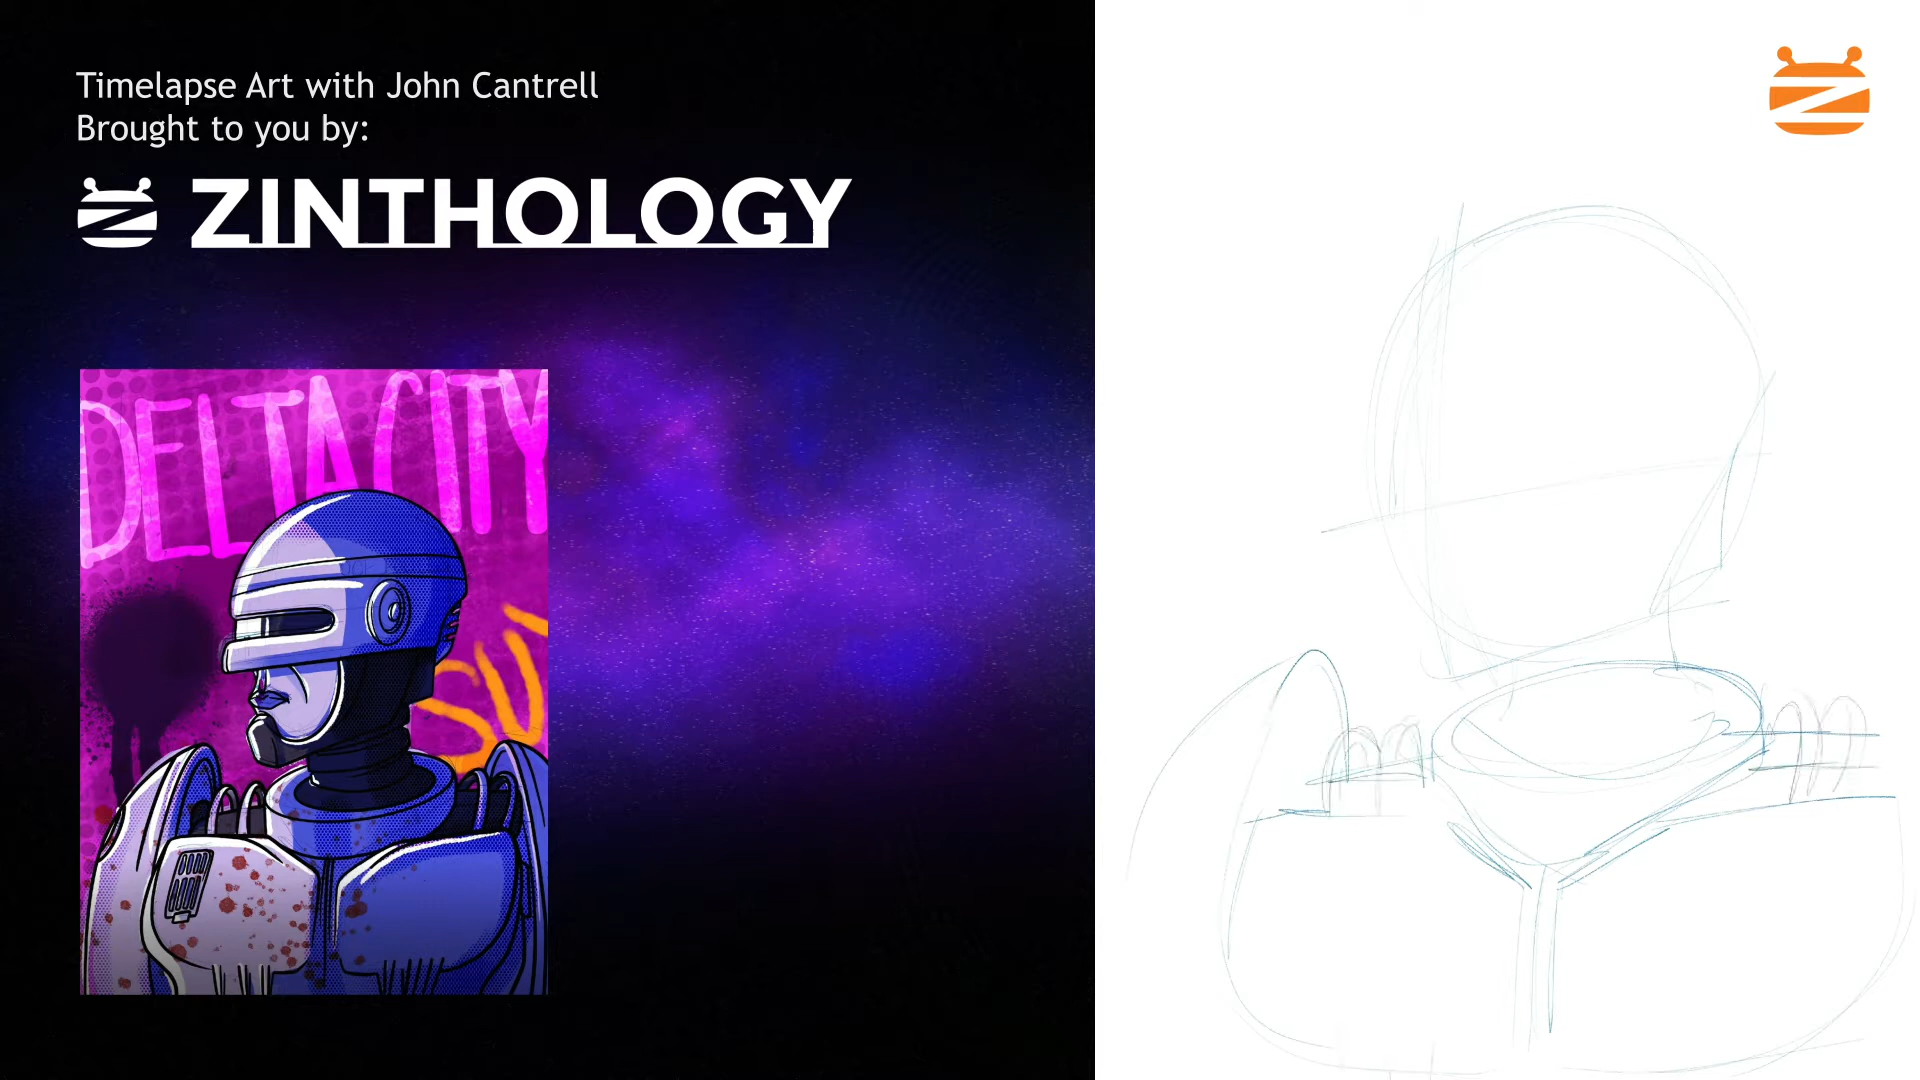 Timelapse Art with John Cantrell
Brought to you by:
ZINTHOLOGY
DELTA CITY